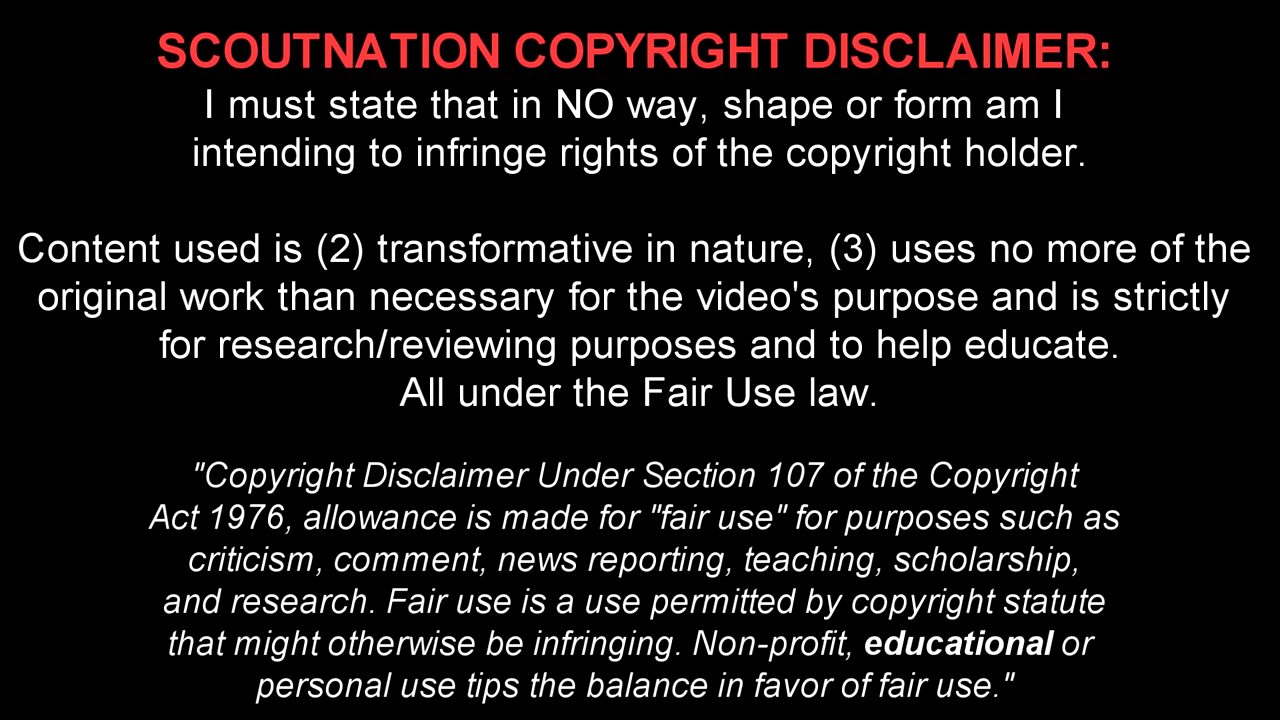 SCOUTNATION COPYRIGHT DISCLAIMER:
I must state that in NO way, shape or form am I
intending to infringe rights of the copyright holder.
Content used is (2) transformative in nature, (3) uses no more of the
original work than necessary for the video's purpose and is strictly
for research/reviewing purposes and to help educate.
All under the Fair Use law.
"Copyright Disclaimer Under Section 107 of the Copyright
Act 1976, allowance is made for "fair use" for purposes such as
criticism, comment, news reporting, teaching, scholarship,
and research. Fair use is a use permitted by copyright statute
that might otherwise be infringing. Non-profit, educational or
personal use tips the balance in favor of fair use."